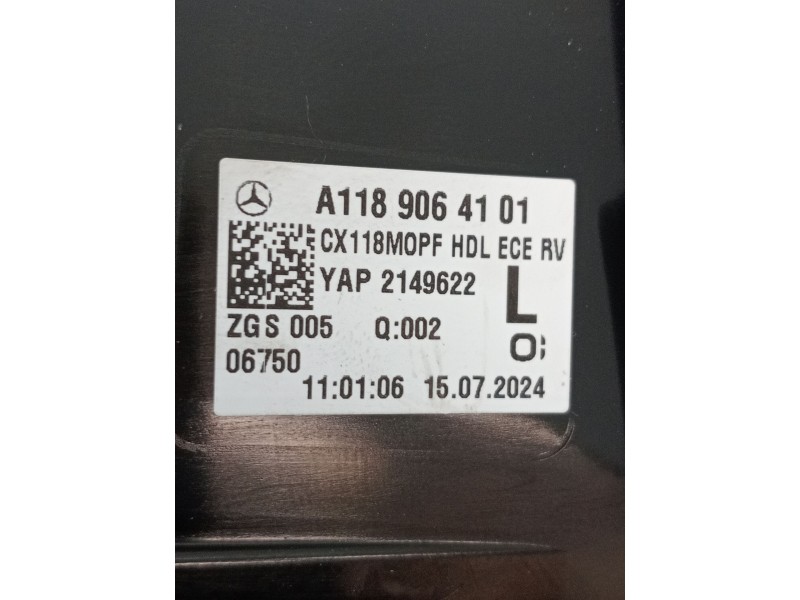 A118 906 41 01
CX118MOPF HDL ECE RV
YAP 2149622
L
ZGS 005 Q:002
06750
11:01:06 15.07.2024